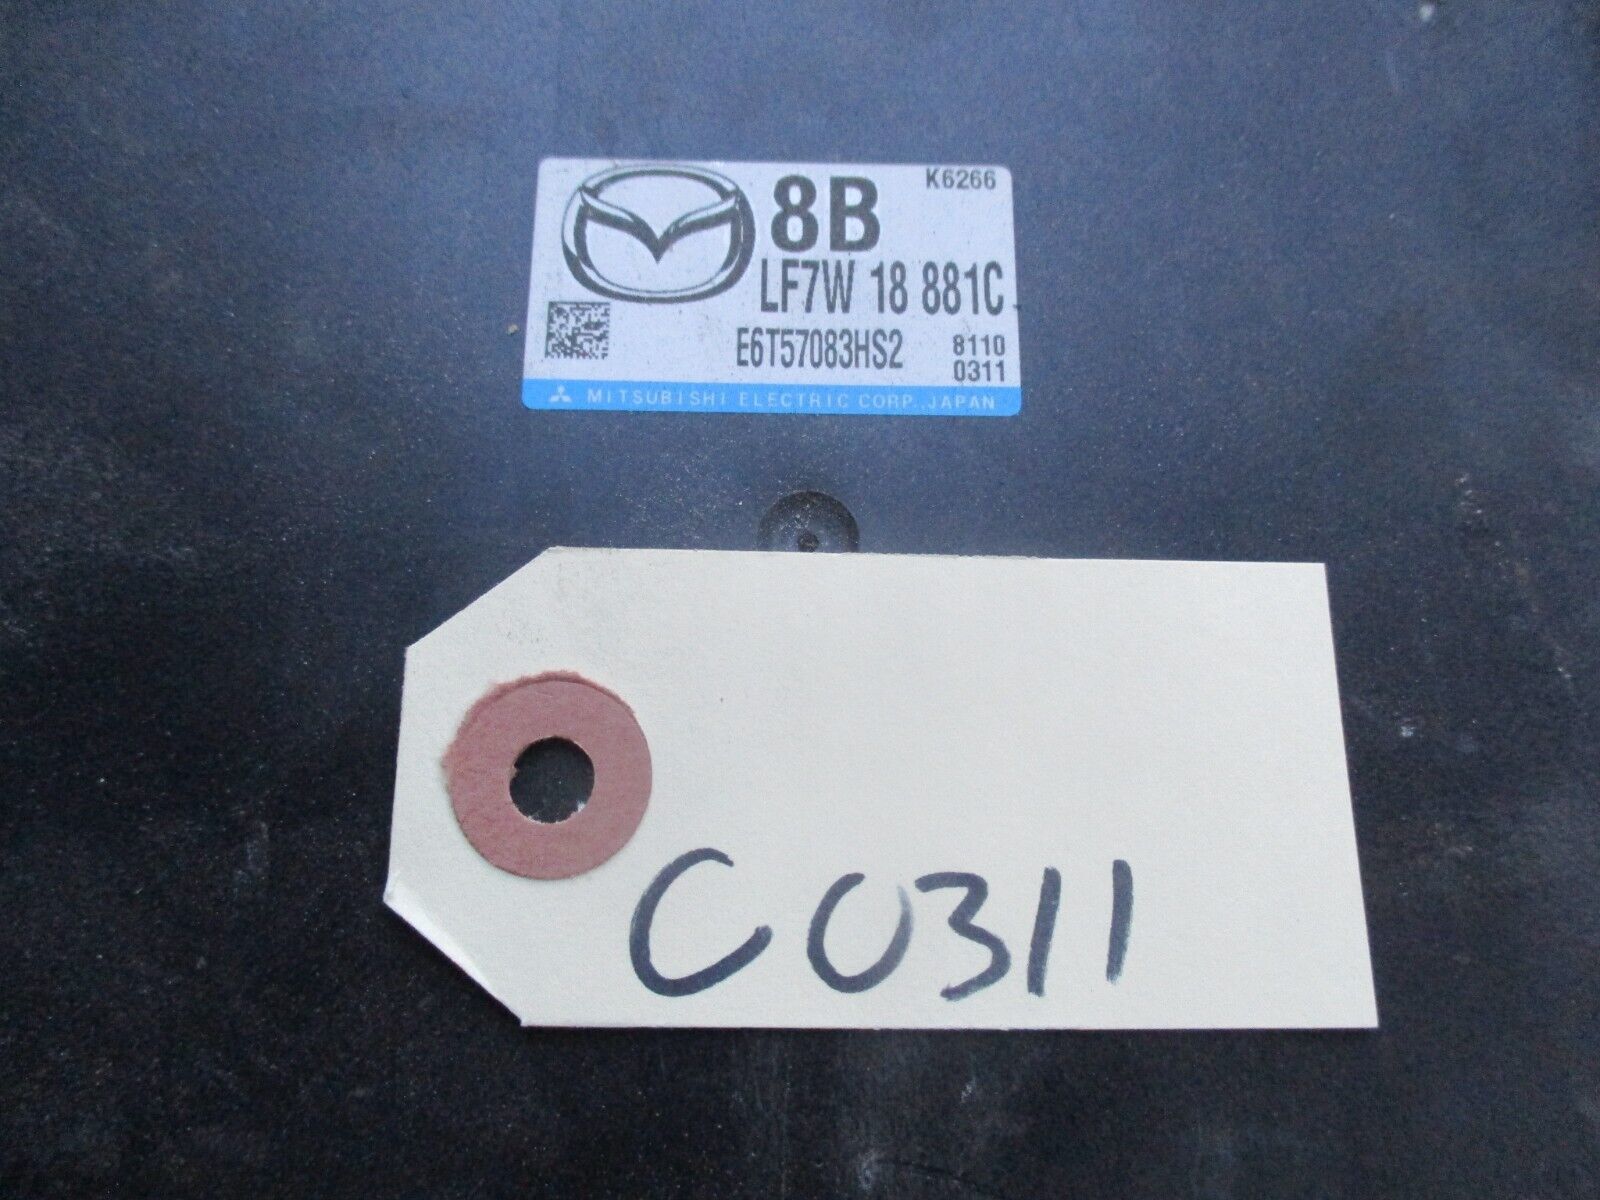 K6266
8B
LF7W 18 881C
E6T57083HS2 8110
0311
MITSUBISHI ELECTRIC CORP., JAPAN
C0311